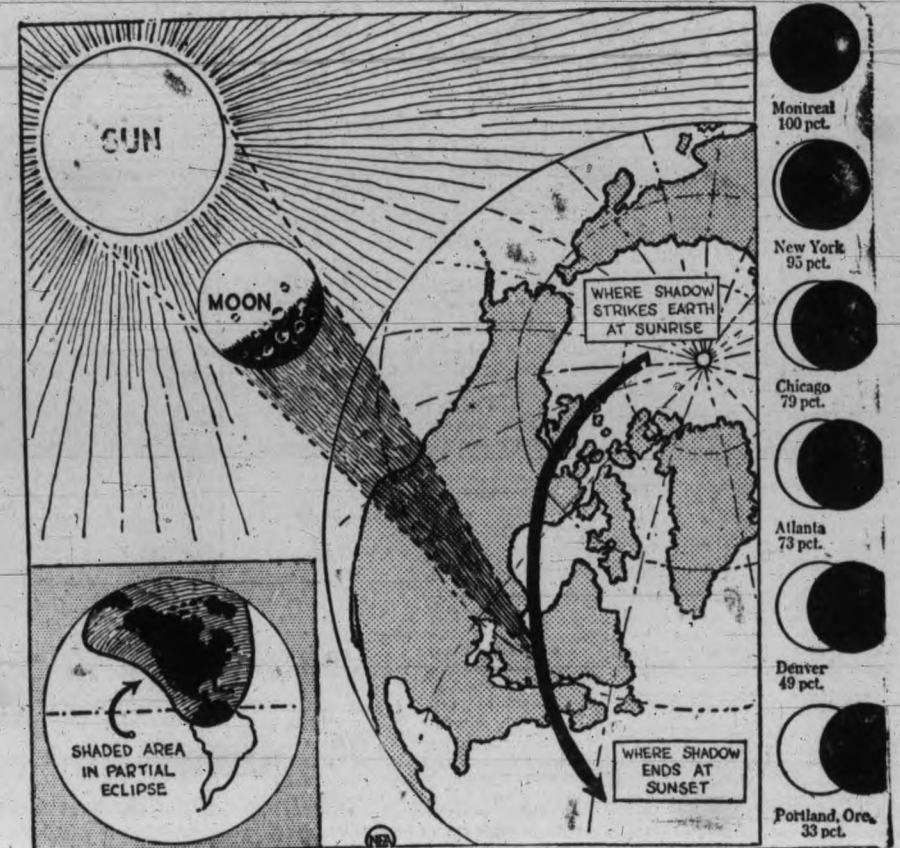 SUN
MOON
WHERE SHADOW
STRIKES EARTH
AT SUNRISE
WHERE SHADOW
ENDS AT
SUNSET
SHADED AREA
IN PARTIAL
ECLIPSE
NEA
Montreal
100 pct.
New York
95 pct.
Chicago
79 pct.
Atlanta
73 pct.
Denver
49 pct.
Portland, Ore.
33 pct.